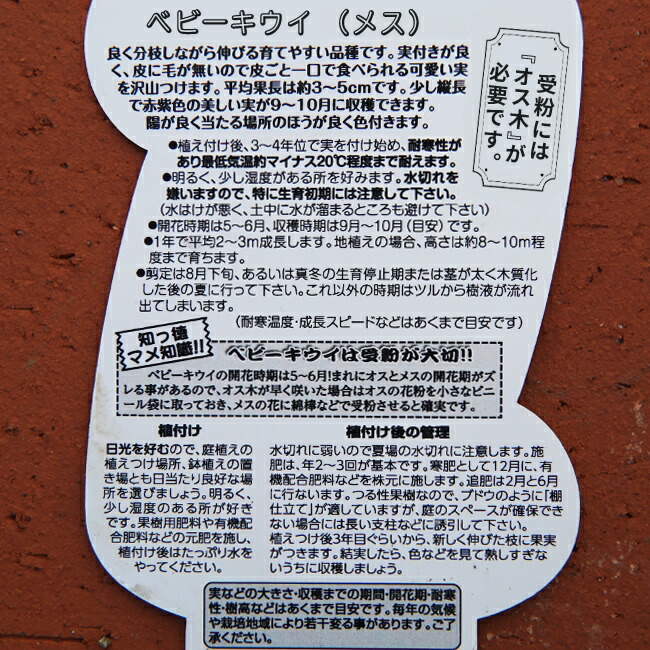 ベビーキウイ （メス）
良く分枝しながら伸びる育てやすい品種です。実付きが良
く、皮に毛が無いので皮ごと一口で食べられる可愛い実
を沢山つけます。平均果長は約3〜5cmです。少し縦長
で赤紫色の美しい実が9〜10月に収穫できます。
陽が良く当たる場所のほうが良く色付きます。
受粉には
『オス木』が
必要です。
●植え付け後、3〜4年位で実を付け始め、耐寒性が
あり最低気温約マイナス20℃程度まで耐えます。
●明るく、少し湿度がある所を好みます。水切れを
嫌いますので、特に生育初期には注意して下さい。
（水はけが悪く、土中に水が溜まるところも避けて下さい）
●開花時期は5〜6月、収穫時期は9月〜10月（目安）です。
●1年で平均2〜3m成長します。地植えの場合、高さは約8〜10m程
度まで育ちます。
●剪定は8月下旬、あるいは真冬の生育停止期または茎が太く木質化
した後の夏に行って下さい。これ以外の時期はツルから樹液が流れ
出てしまいます。
（耐寒温度・成長スピードなどはあくまで目安です）
知っ得
マメ知識!!
ベビーキウイは受粉が大切!!
ベビーキウイの開花時期は5〜6月!まれにオスとメスの開花期がズ
レる事があるので、オス木が早く咲いた場合はオスの花粉を小さなビニ
ール袋に取っておき、メスの花に綿棒などで受粉させると確実です。
植付け
日光を好むので、庭植えの
植えつけ場所、鉢植えの置
き場とも日当たり良好な場
所を選びましょう。明るく、
少し湿度のある所が好き
です。果樹用肥料や有機配
合肥料などの元肥を施し、
植付け後はたっぷり水を
やってください。
植付け後の管理
水切れに弱いので夏場の水切れに注意します。施
肥は、年2〜3回が基本です。寒肥として12月に、有
機配合肥料などを株元に施します。追肥は2月と6月
に行ないます。つる性果樹なので、ブドウのように「棚
仕立て」が適していますが、庭のスペースが確保でき
ない場合には長い支柱などに誘引して下さい。
植えつけ後3年目ぐらいから、新しく伸びた枝に果実
がつきます。結実したら、色などを見て熟しすぎな
いうちに収穫しましょう。
実などの大きさ・収穫までの期間・開花期・耐寒
性・樹高などはあくまで目安です。毎年の気候
や栽培地域により若干変る事があります。ご了
承ください。